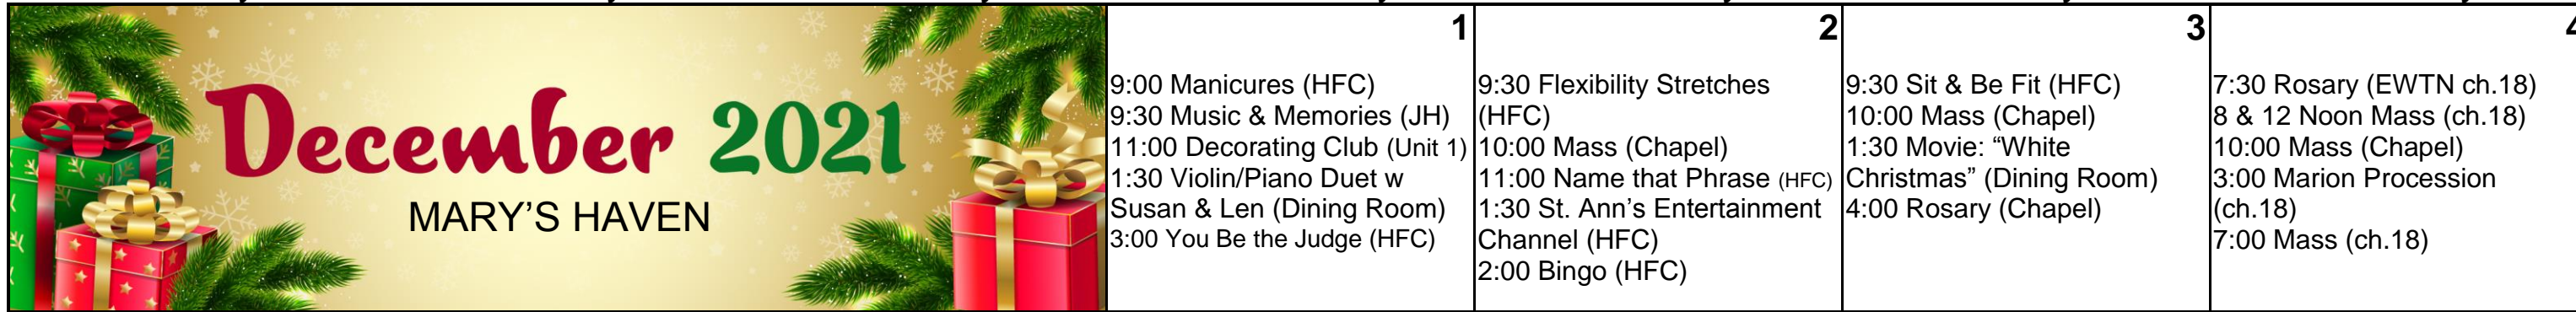 December 2021
MARY’S HAVEN
1
9:00 Manicures (HFC)
9:30 Music & Memories (JH)
11:00 Decorating Club (Unit 1)
1:30 Violin/Piano Duet w
Susan & Len (Dining Room)
3:00 You Be the Judge (HFC)
2
9:30 Flexibility Stretches
(HFC)
10:00 Mass (Chapel)
11:00 Name that Phrase (HFC)
1:30 St. Ann’s Entertainment
Channel (HFC)
2:00 Bingo (HFC)
3
9:30 Sit & Be Fit (HFC)
10:00 Mass (Chapel)
1:30 Movie: “White
Christmas” (Dining Room)
4:00 Rosary (Chapel)
4
7:30 Rosary (EWTN ch.18)
8 & 12 Noon Mass (ch.18)
10:00 Mass (Chapel)
3:00 Marion Procession
(ch.18)
7:00 Mass (ch.18)